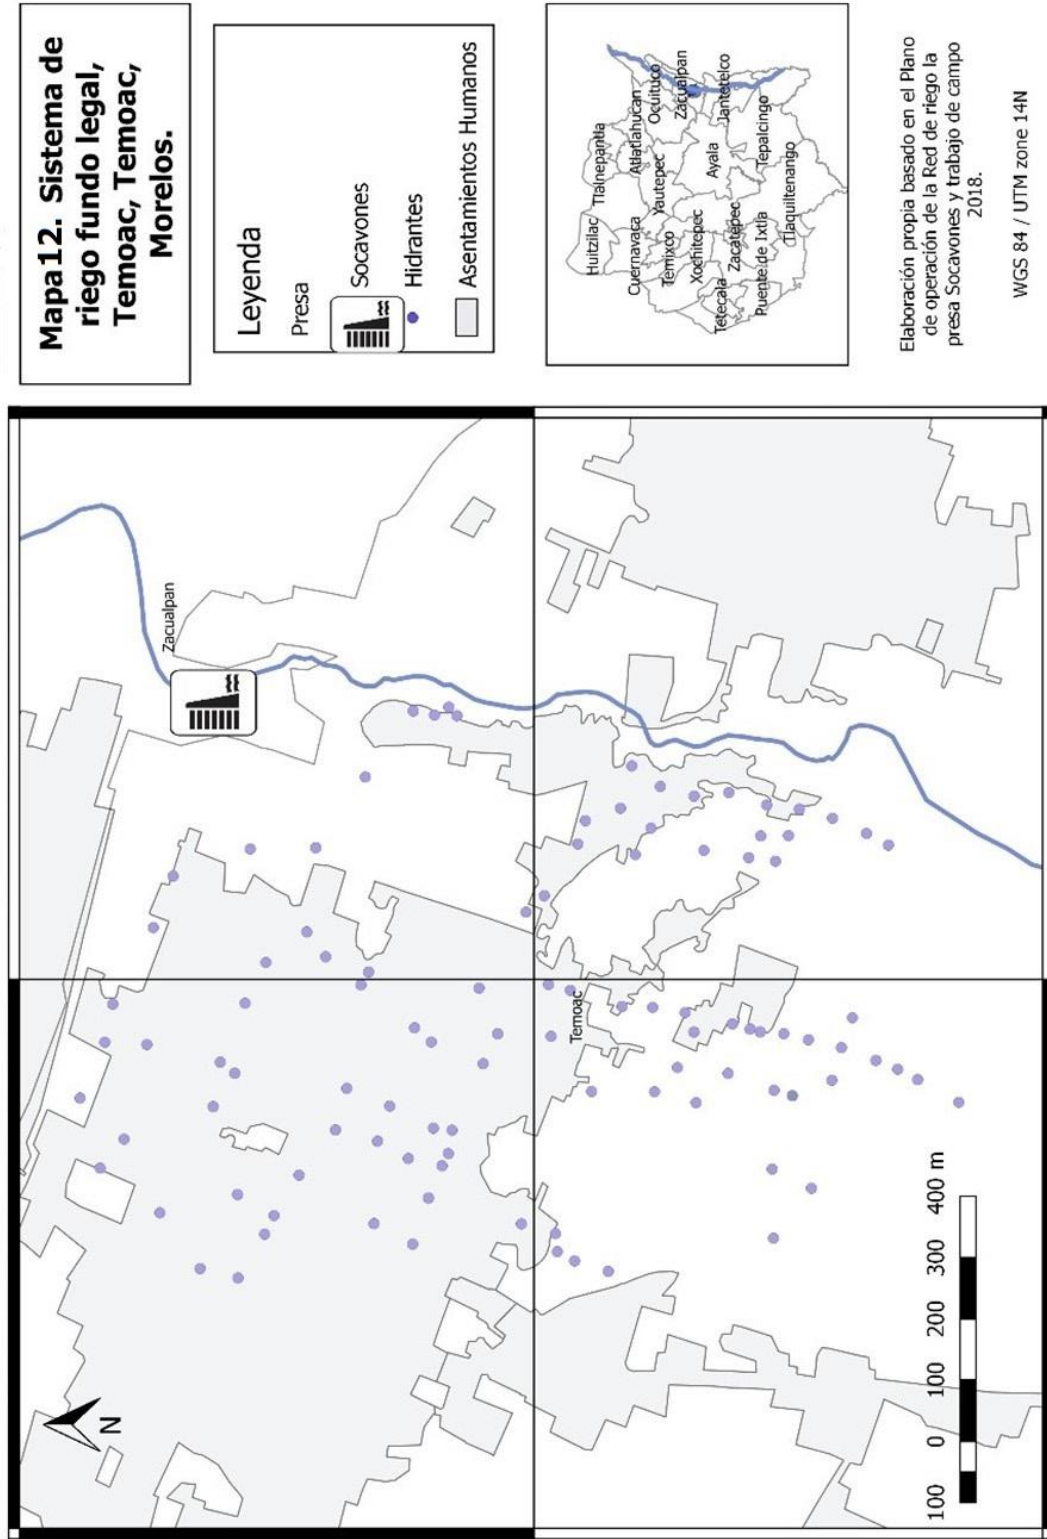 Mapa12. Sistema de
riego fundo legal,
Temoac, Temoac,
Morelos.
Leyenda
Presa
Socavones
Hidrantes
Asentamientos Humanos
Huitzilac
Tlalnepantla
Cuernavaca
Atlatlahucan
Ocuituco
Temixco
Yautepec
Zacualpan
Xochitepec
Tetecala
Zacatepec
Ayala
Jantetelco
Puente de Ixtla
Tepalcingo
Tlaquiltenango
Elaboración propia basado en el Plano
de operación de la Red de riego la
presa Socavones y trabajo de campo
2018.
WGS 84 / UTM zone 14N
N
Zacualpan
Temoac
100 0 100 200 300 400 m